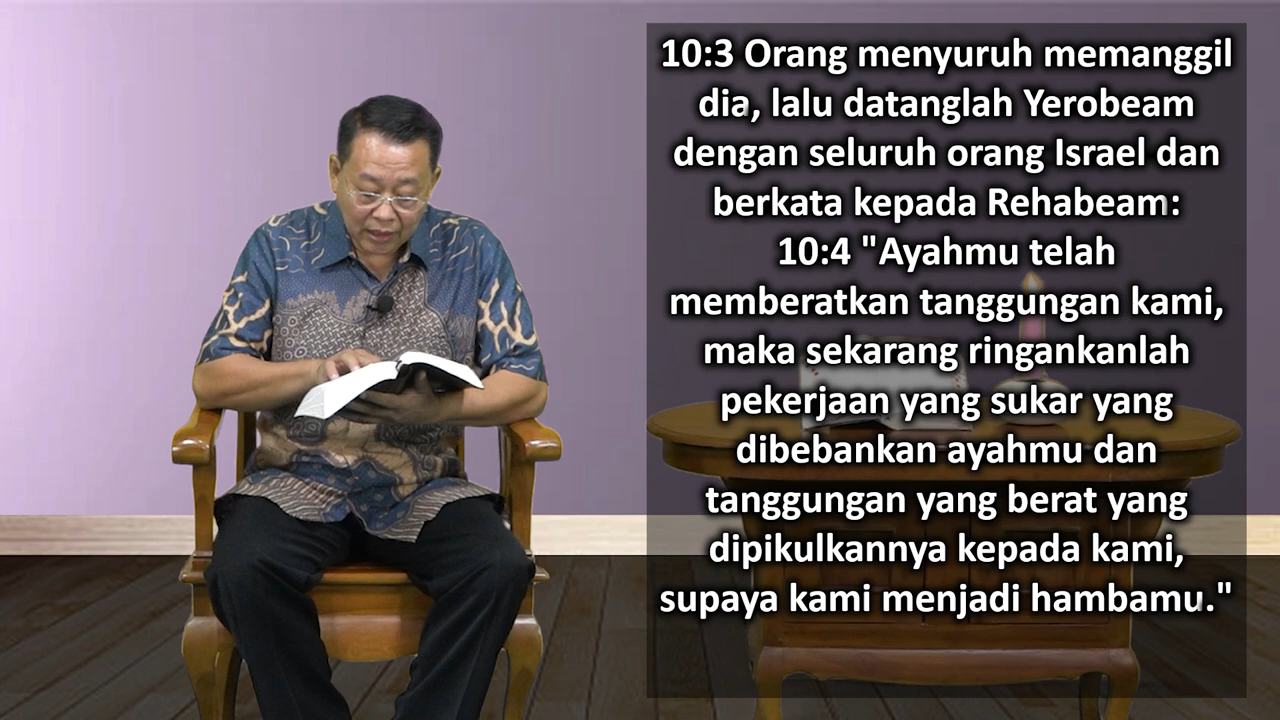 10:3 Orang menyuruh memanggil
dia, lalu datanglah Yerobeam
dengan seluruh orang Israel dan
berkata kepada Rehabeam:
10:4 "Ayahmu telah
memberatkan tanggungan kami,
maka sekarang ringankanlah
pekerjaan yang sukar yang
dibebankan ayahmu dan
tanggungan yang berat yang
dipikulkannya kepada kami,
supaya kami menjadi hambamu."